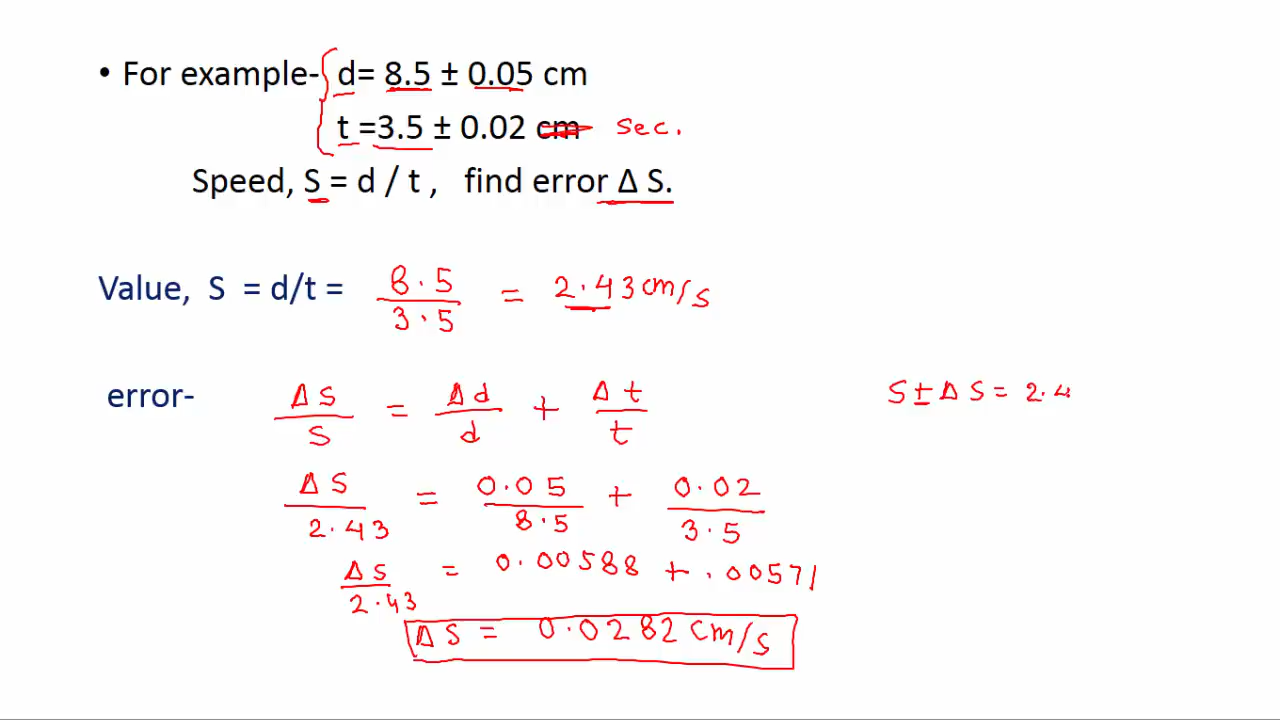 • For example- d= 8.5 ± 0.05 cm
t =3.5 ± 0.02 cm sec.
Speed, S = d / t , find error Δ S.
Value, S = d/t = 8.5/3.5 = 2.43 cm/s
error- ΔS/S = Δd/d + Δt/t
S ± ΔS = 2.4
ΔS/2.43 = 0.05/8.5 + 0.02/3.5
ΔS/2.43 = 0.00588 + .00571
ΔS = 0.0282 cm/s